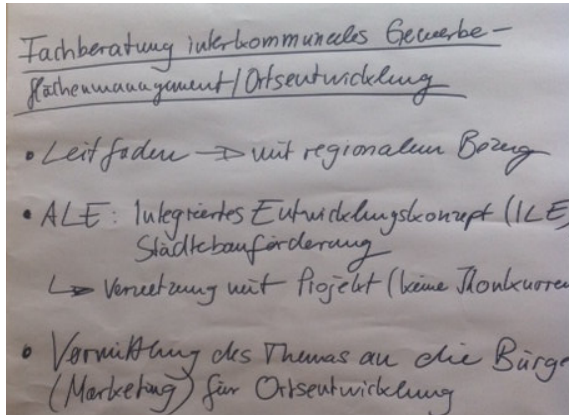 Fachberatung interkommunales Gewerbe-
flächenmanagement/Ortsentwicklung
• Leitfaden → mit regionalem Bezug
• ALE: Integriertes Entwicklungskonzept (ILE)
Städtebauförderung
↳ Vernetzung mit Projekt (keine Konkurren
• Vermittlung des Themas an die Bürge
(Marketing) für Ortsentwicklung